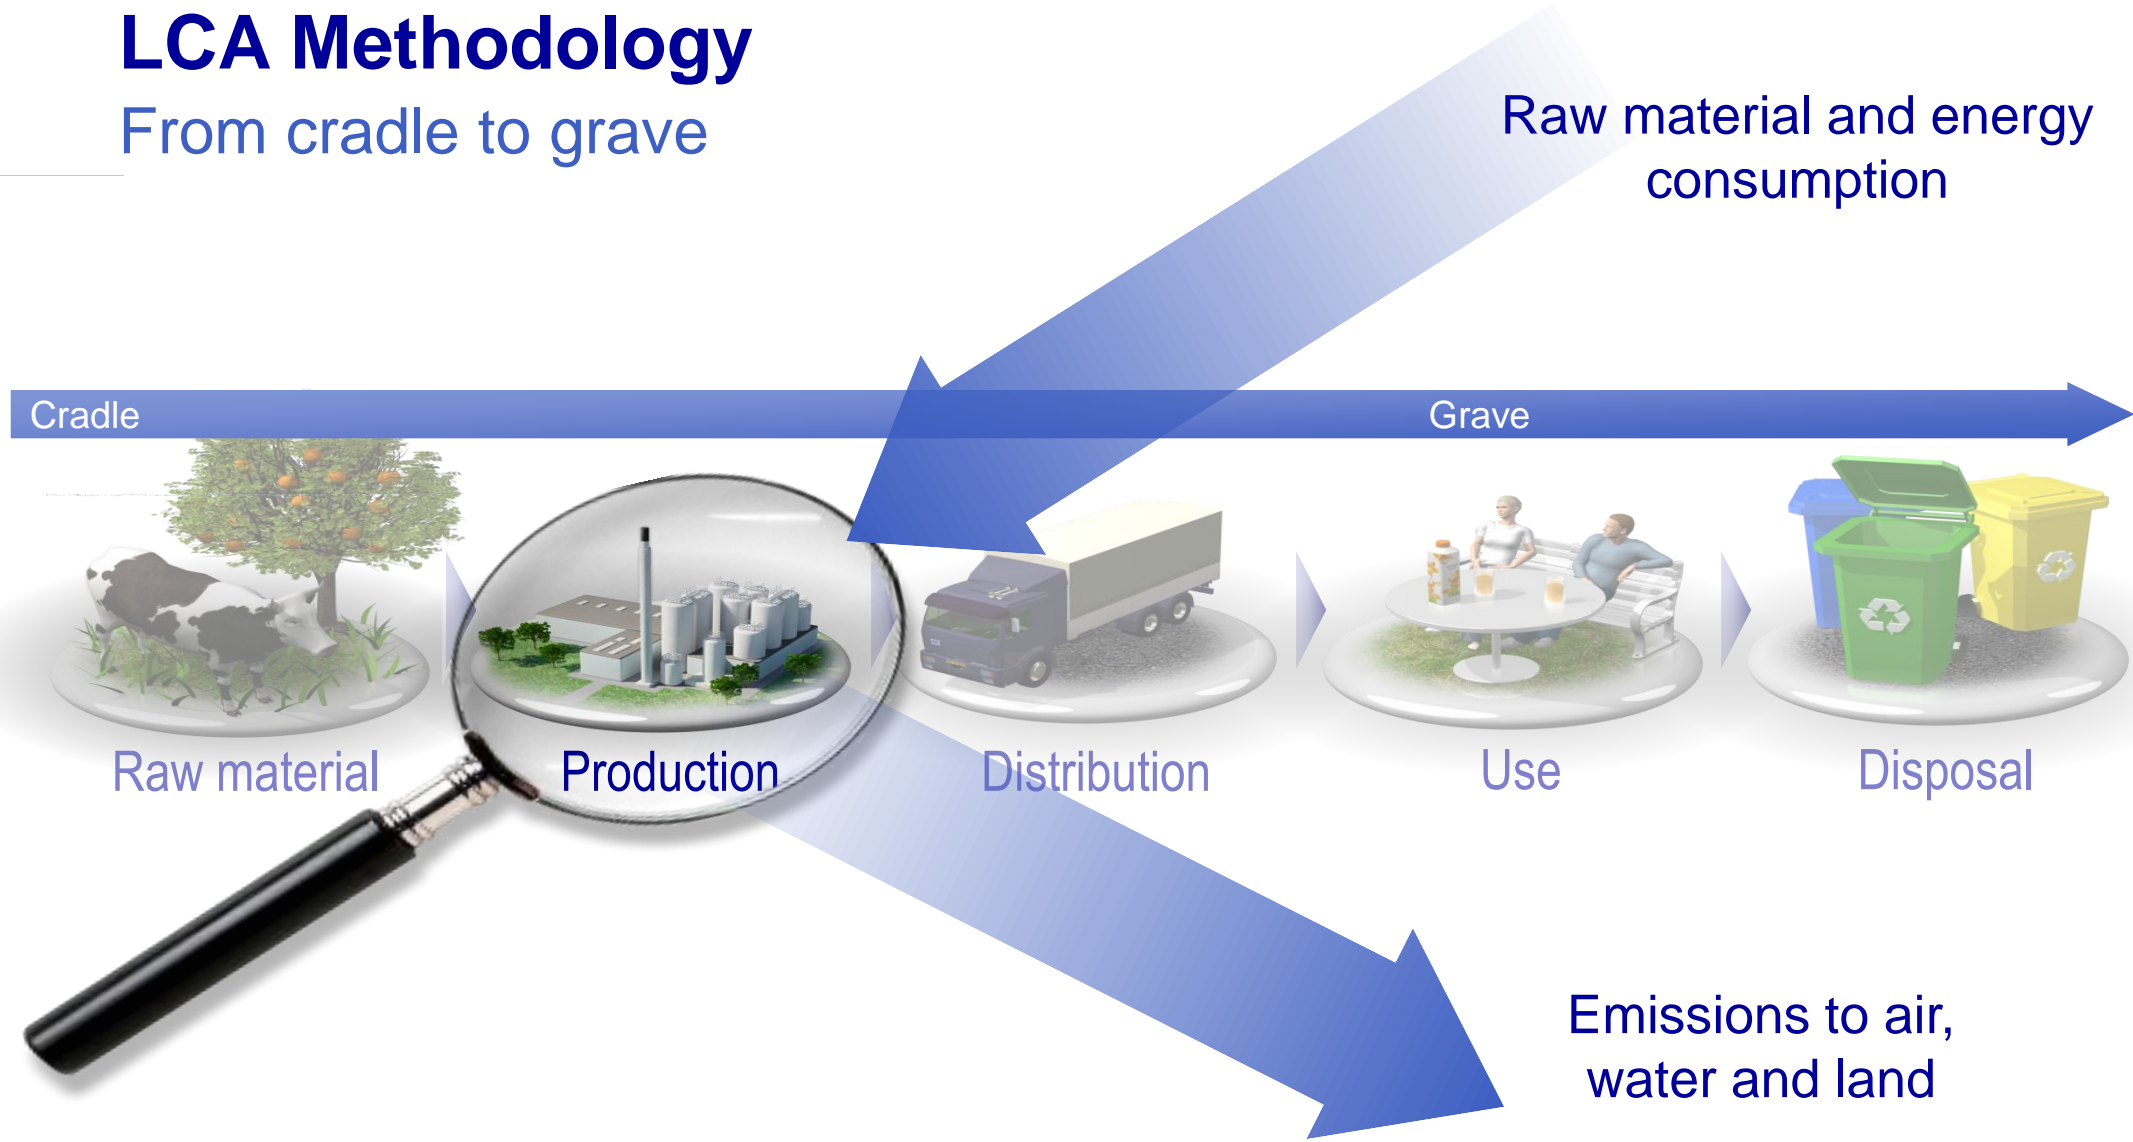 LCA Methodology
From cradle to grave
Raw material and energy
consumption
Cradle
Grave
Raw material
Production
Distribution
Use
Disposal
Emissions to air,
water and land